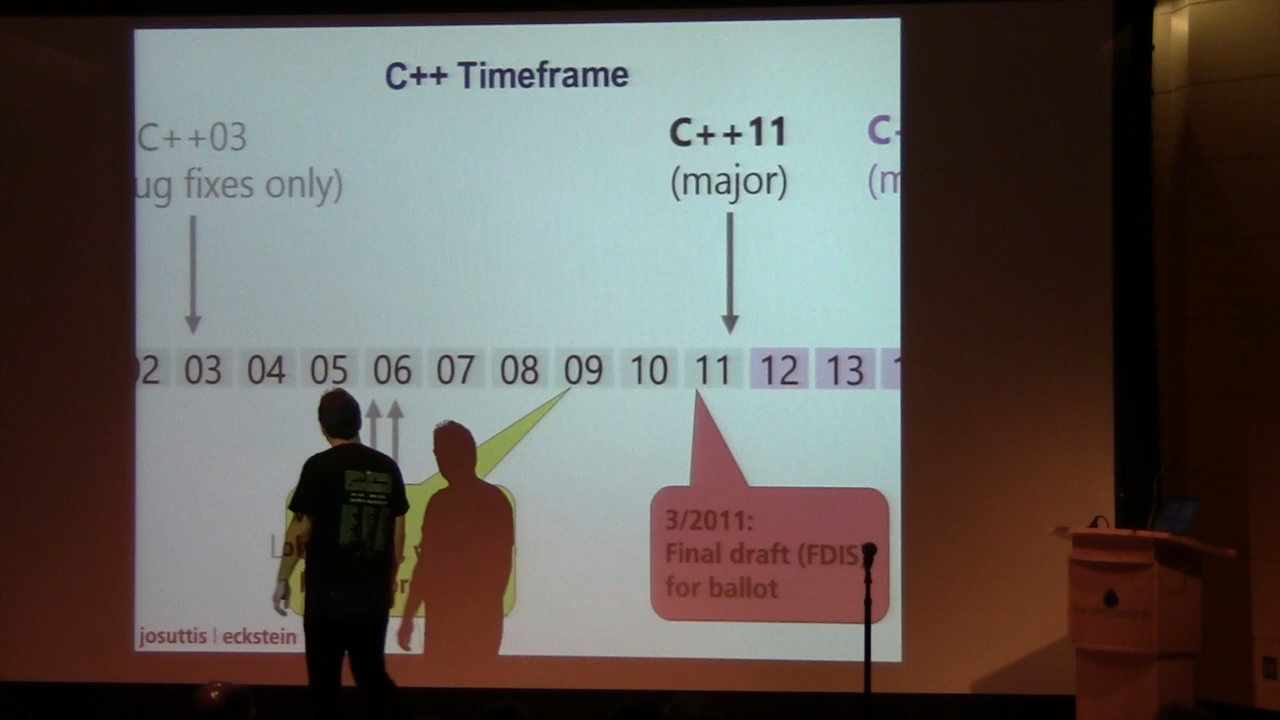 C++ Timeframe
C++03
ug fixes only)
C++11
(major)
C-
(m
02 03 04 05 06 07 08 09 10 11 12 13
3/2011:
Final draft (FDIS)
for ballot
josuttis | eckstein